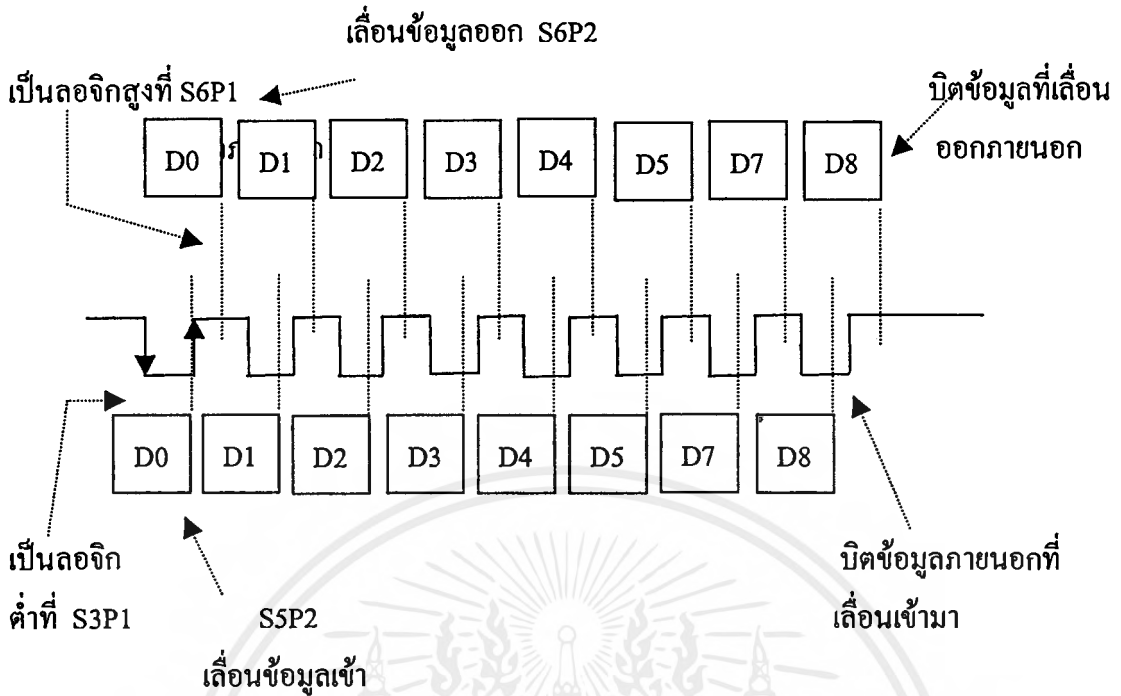 เลื่อนข้อมูลออก S6P2
เป็นลอจิกสูงที่ S6P1
บิตข้อมูลที่เลื่อน
ออกภายนอก
D0 D1 D2 D3 D4 D5 D7 D8
D0 D1 D2 D3 D4 D5 D7 D8
เป็นลอจิก
ต่ำที่ S3P1
S5P2
เลื่อนข้อมูลเข้า
บิตข้อมูลภายนอกที่
เลื่อนเข้ามา